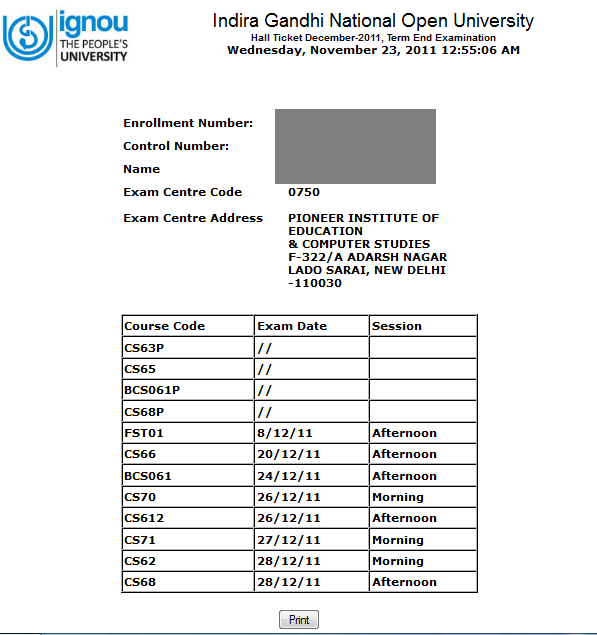 ignou
THE PEOPLE'S
UNIVERSITY
Indira Gandhi National Open University
Hall Ticket December-2011, Term End Examination
Wednesday, November 23, 2011 12:55:06 AM
Enrollment Number:
Control Number:
Name
Exam Centre Code 0750
Exam Centre Address PIONEER INSTITUTE OF
EDUCATION
& COMPUTER STUDIES
F-322/A ADARSH NAGAR
LADO SARAI, NEW DELHI
-110030
Course Code Exam Date Session
CS63P //
CS65 //
BCS061P //
CS68P //
FST01 8/12/11 Afternoon
CS66 20/12/11 Afternoon
BCS061 24/12/11 Afternoon
CS70 26/12/11 Morning
CS612 26/12/11 Afternoon
CS71 27/12/11 Morning
CS62 28/12/11 Morning
CS68 28/12/11 Afternoon
Print